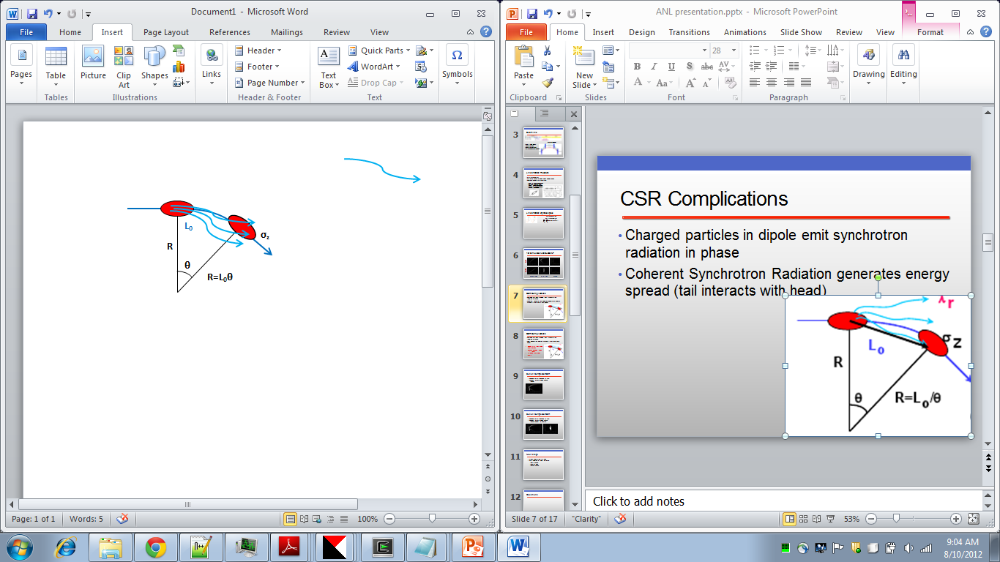 Document1 - Microsoft Word
File Home Insert Page Layout References Mailings Review View
Pages
Table
Picture
Clip Art
Shapes
Links
Header
Footer
Page Number
Text Box
Quick Parts
WordArt
Drop Cap
Symbols
Tables
Illustrations
Header & Footer
Text
L0
σz
R
θ
R=L0θ
Page: 1 of 1
Words: 5
100%
ANL presentation.pptx - Microsoft PowerPoint
File Home Insert Design Transitions Animations Slide Show Review View Format
Paste
New Slide
28
B I U S abc AV
A Aa A A
Drawing
Editing
Clipboard
Slides
Font
Paragraph
3
4
5
6
7
8
9
10
11
12
CSR Complications
• Charged particles in dipole emit synchrotron
radiation in phase
• Coherent Synchrotron Radiation generates energy
spread (tail interacts with head)
λr
σz
Lo
R
θ
R=Lo/θ
Click to add notes
Slide 7 of 17
"Clarity"
53%
9:04 AM
8/10/2012